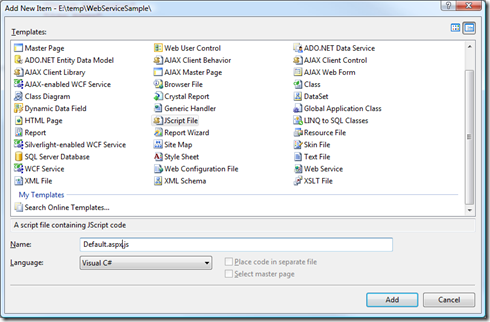 Add New Item - E:\temp\WebServiceSample\
Templates:
Master Page Web User Control ADO.NET Data Service
ADO.NET Entity Data Model AJAX Client Behavior AJAX Client Control
AJAX Client Library AJAX Master Page AJAX Web Form
AJAX-enabled WCF Service Browser File Class
Class Diagram Crystal Report DataSet
Dynamic Data Field Generic Handler Global Application Class
HTML Page JScript File LINQ to SQL Classes
Report Report Wizard Resource File
Silverlight-enabled WCF Service Site Map Skin File
SQL Server Database Style Sheet Text File
WCF Service Web Configuration File Web Service
XML File XML Schema XSLT File
My Templates
Search Online Templates...
A script file containing JScript code
Name: Default.aspx.js
Language: Visual C# Place code in separate file
Select master page
Add Cancel